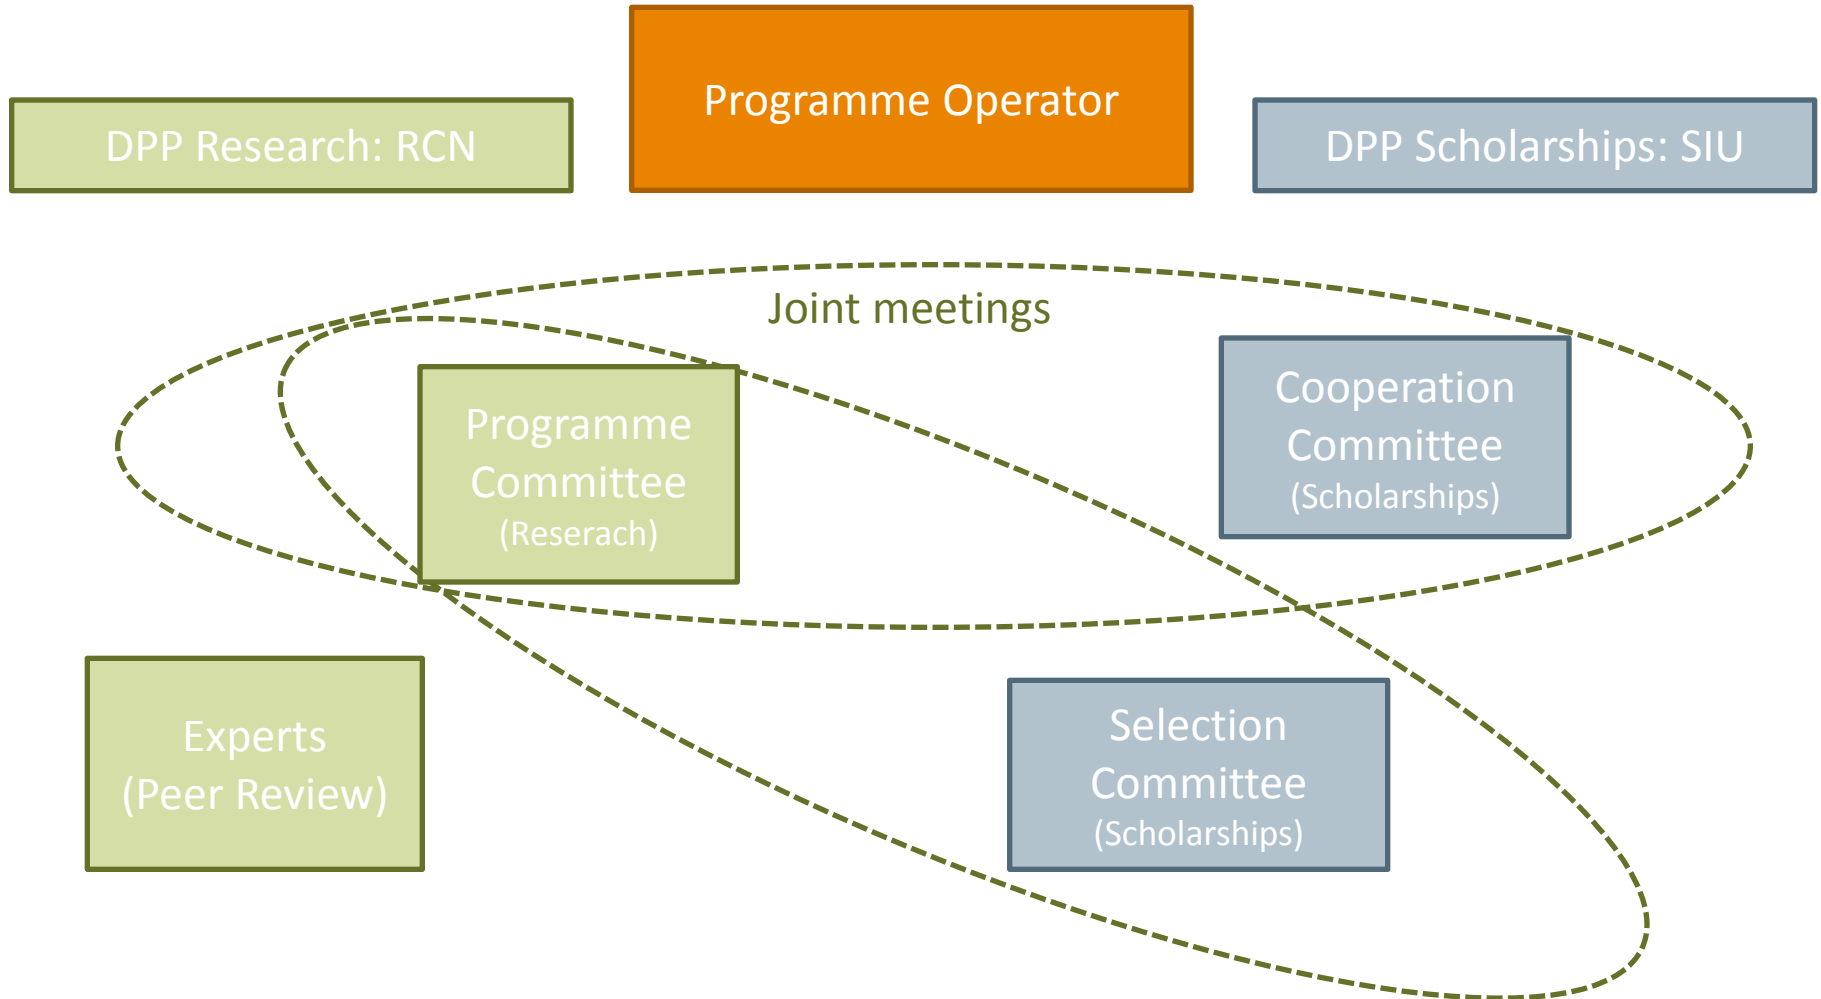 Programme Operator
DPP Research: RCN
DPP Scholarships: SIU
Joint meetings
Programme
Committee
(Reserach)
Cooperation
Committee
(Scholarships)
Experts
(Peer Review)
Selection
Committee
(Scholarships)